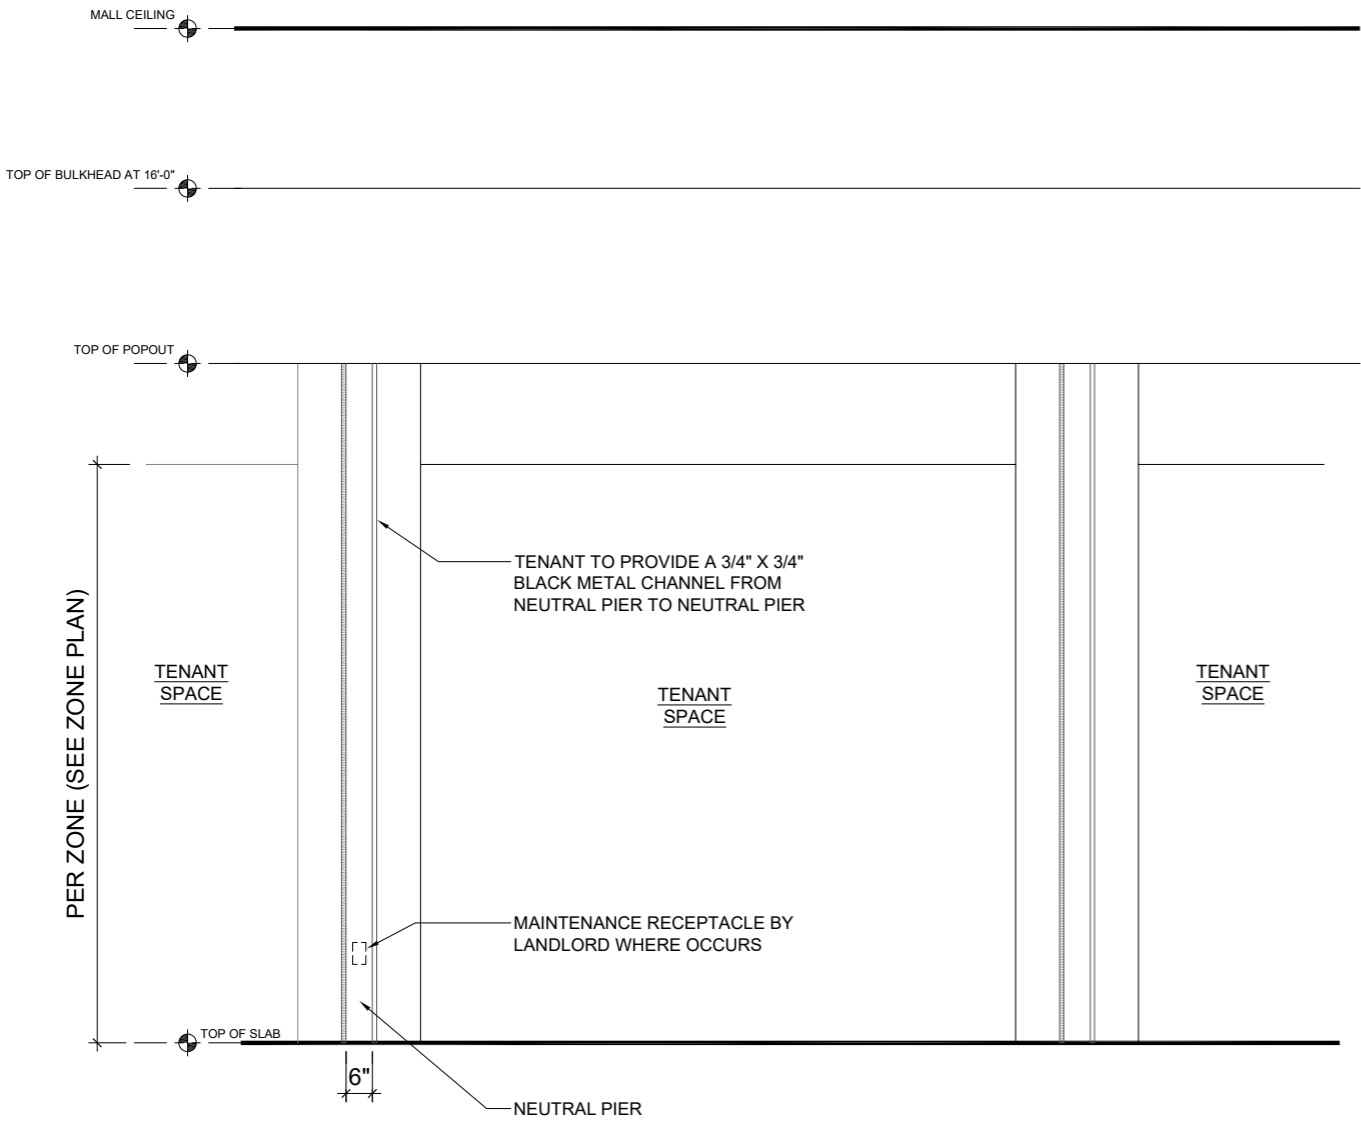 MALL CEILING
TOP OF BULKHEAD AT 16'-0"
TOP OF POPOUT
TENANT TO PROVIDE A 3/4" X 3/4"
BLACK METAL CHANNEL FROM
NEUTRAL PIER TO NEUTRAL PIER
PER ZONE (SEE ZONE PLAN)
TENANT
SPACE
TENANT
SPACE
TENANT
SPACE
MAINTENANCE RECEPTACLE BY
LANDLORD WHERE OCCURS
TOP OF SLAB
6"
NEUTRAL PIER